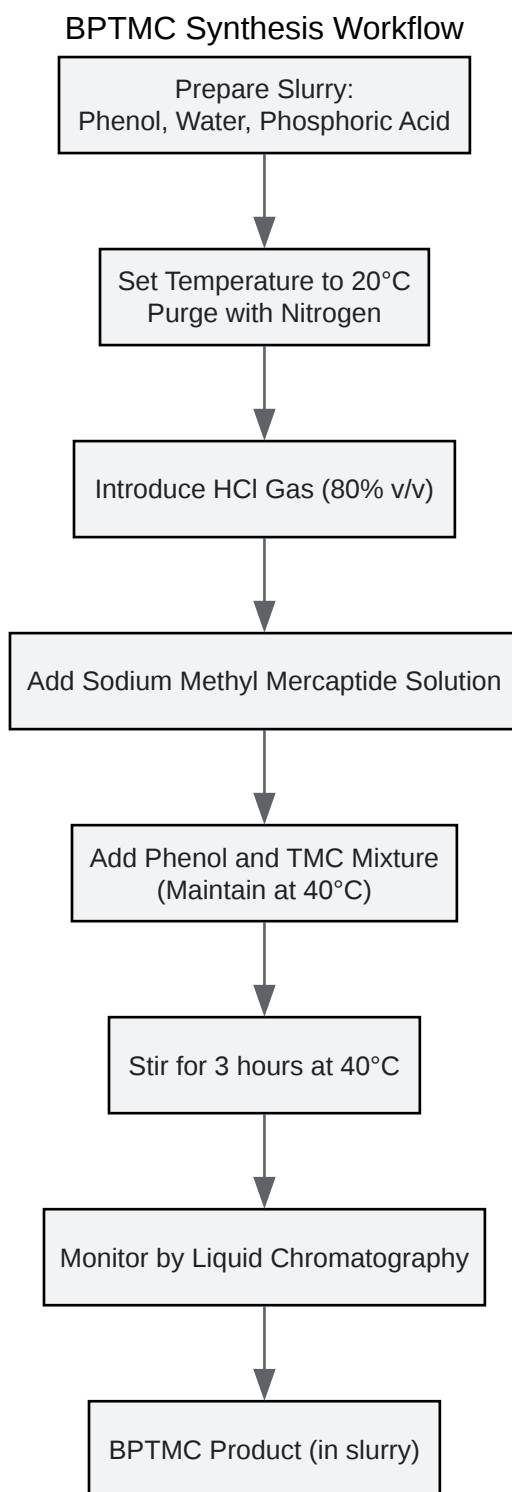 BPTMC Synthesis Workflow
Prepare Slurry:
Phenol, Water, Phosphoric Acid
Set Temperature to 20°C
Purge with Nitrogen
Introduce HCl Gas (80% v/v)
Add Sodium Methyl Mercaptide Solution
Add Phenol and TMC Mixture
(Maintain at 40°C)
Stir for 3 hours at 40°C
Monitor by Liquid Chromatography
BPTMC Product (in slurry)